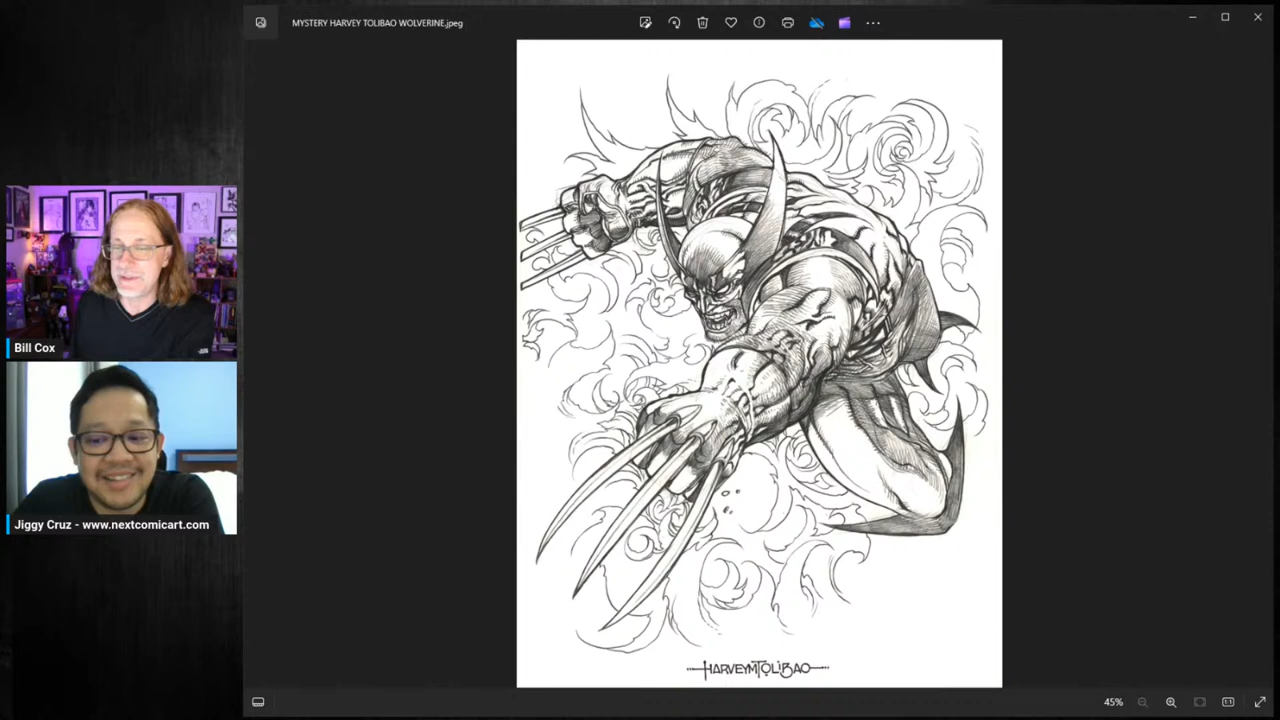 MYSTERY HARVEY TOLIBAO WOLVERINE.jpeg
Bill Cox
Jiggy Cruz - www.nextcomicart.com
HARVEYMTOLIBAO
45%